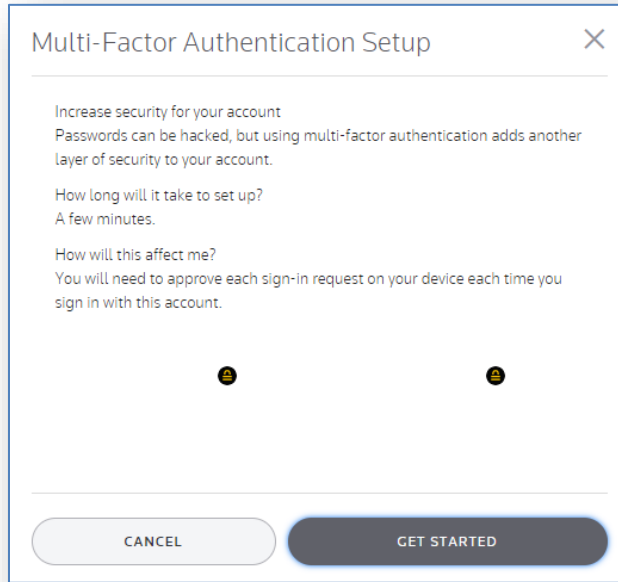 Multi-Factor Authentication Setup
Increase security for your account
Passwords can be hacked, but using multi-factor authentication adds another
layer of security to your account.
How long will it take to set up?
A few minutes.
How will this affect me?
You will need to approve each sign-in request on your device each time you
sign in with this account.
CANCEL
GET STARTED